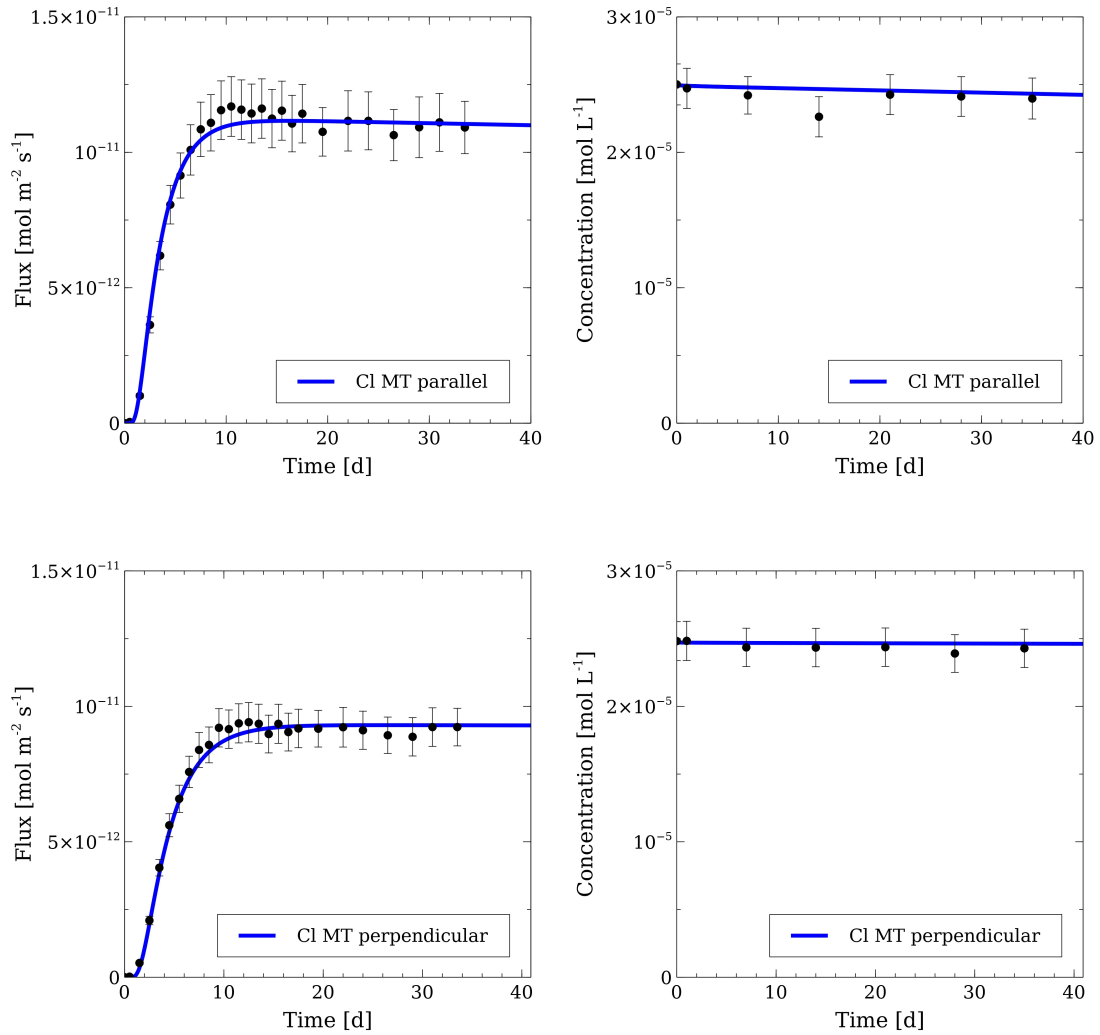 1.5×10⁻¹¹
10⁻¹¹
5×10⁻¹²
0
Flux [mol m⁻² s⁻¹]
Cl MT parallel
0 10 20 30 40
Time [d]
3×10⁻⁵
2×10⁻⁵
10⁻⁵
0
Concentration [mol L⁻¹]
Cl MT parallel
0 10 20 30 40
Time [d]
1.5×10⁻¹¹
10⁻¹¹
5×10⁻¹²
0
Flux [mol m⁻² s⁻¹]
Cl MT perpendicular
0 10 20 30 40
Time [d]
3×10⁻⁵
2×10⁻⁵
10⁻⁵
0
Concentration [mol L⁻¹]
Cl MT perpendicular
0 10 20 30 40
Time [d]